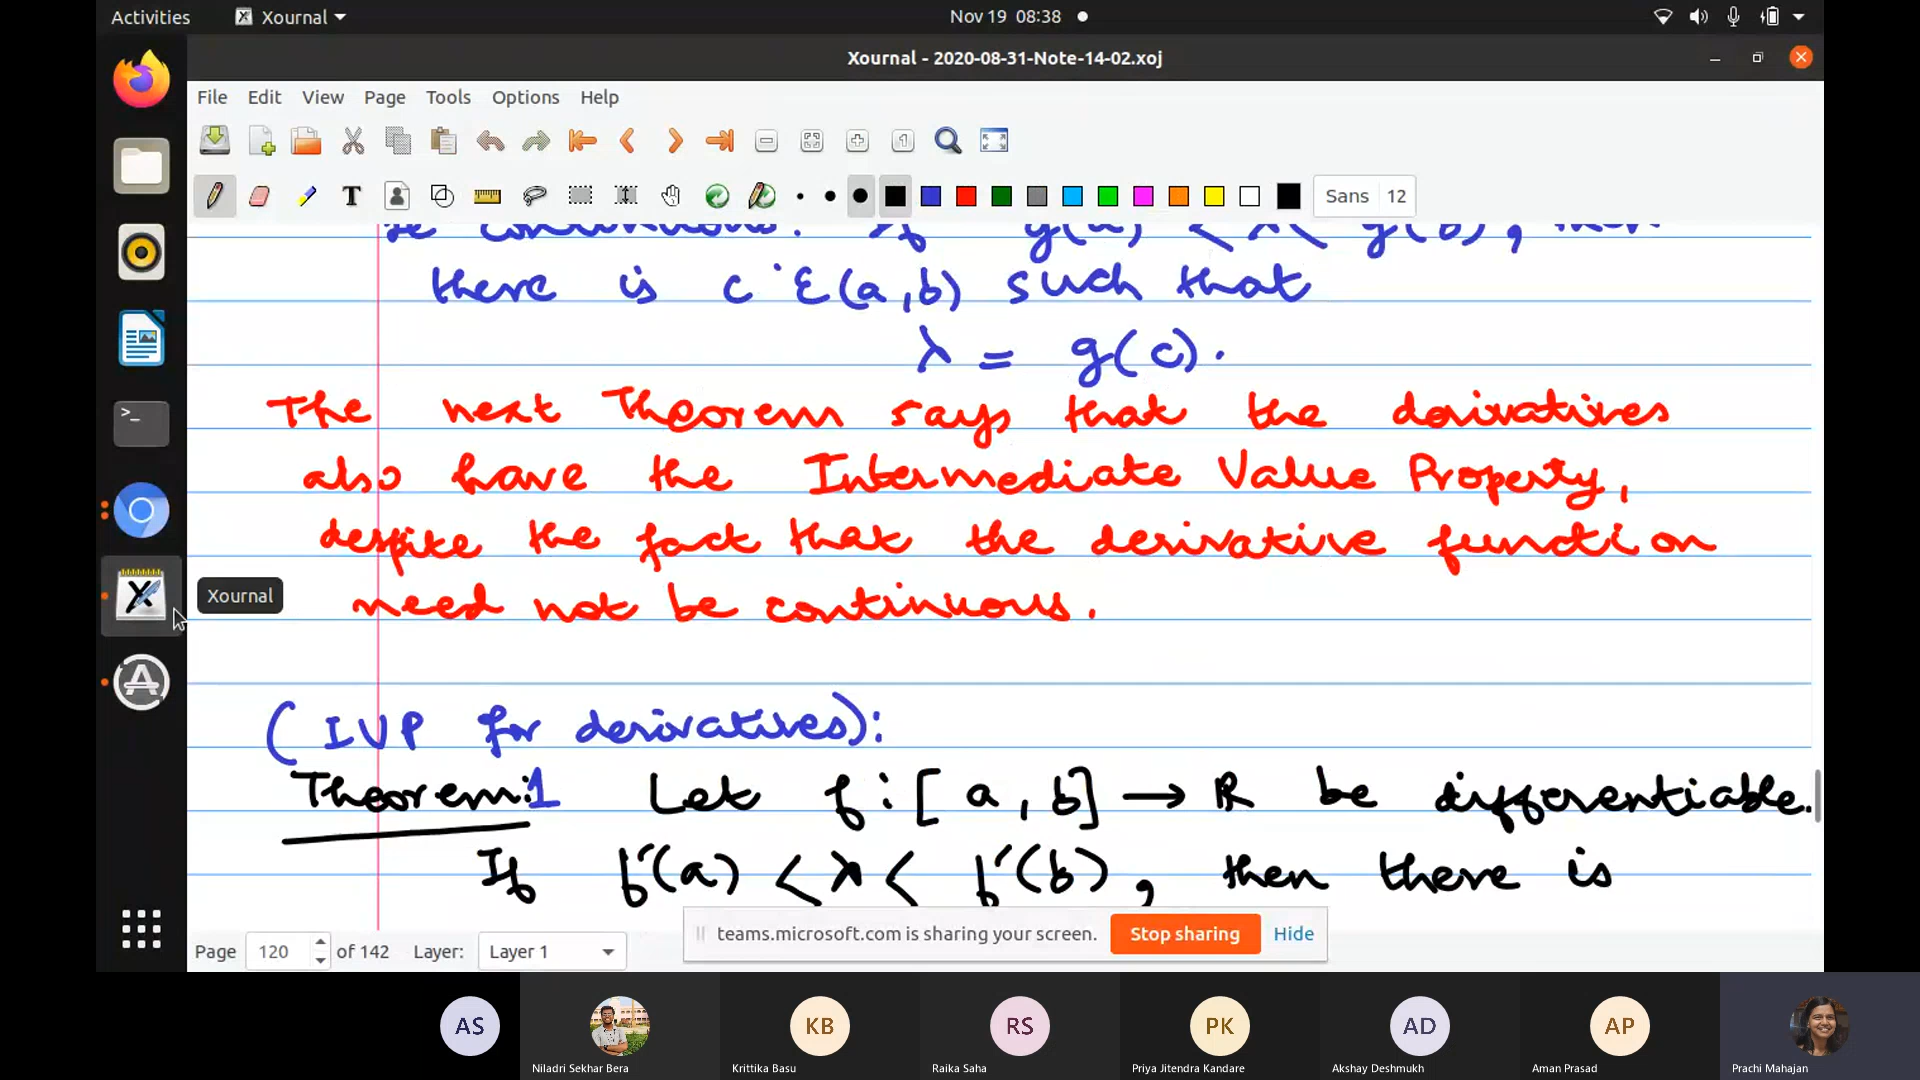 Activities Xournal Nov 19 08:38
Xournal - 2020-08-31-Note-14-02.xoj
File Edit View Page Tools Options Help
Sans 12
be continuous. If g(a) < λ < g(b), then
there is c ε(a,b) such that
λ = g(c).
The next Theorem says that the derivatives
also have the Intermediate Value Property,
despite the fact that the derivative function
need not be continuous.
Xournal
(IVP for derivatives):
Theorem:1 Let f:[a,b] → R be differentiable.
If f'(a) < λ < f'(b), then there is
teams.microsoft.com is sharing your screen. Stop sharing Hide
Page 120 of 142 Layer: Layer 1
AS KB RS PK AD AP
Niladri Sekhar Bera Krittika Basu Raika Saha Priya Jitendra Kandare Akshay Deshmukh Aman Prasad Prachi Mahajan